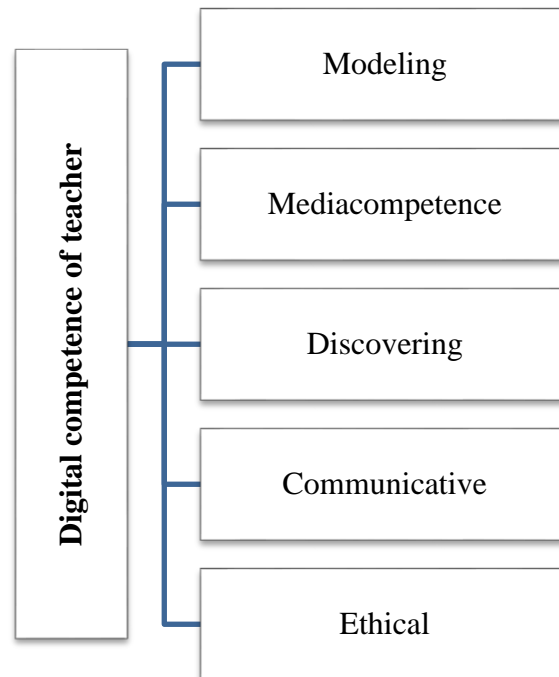 Digital competence of teacher
Modeling
Mediacompetence
Discovering
Communicative
Ethical